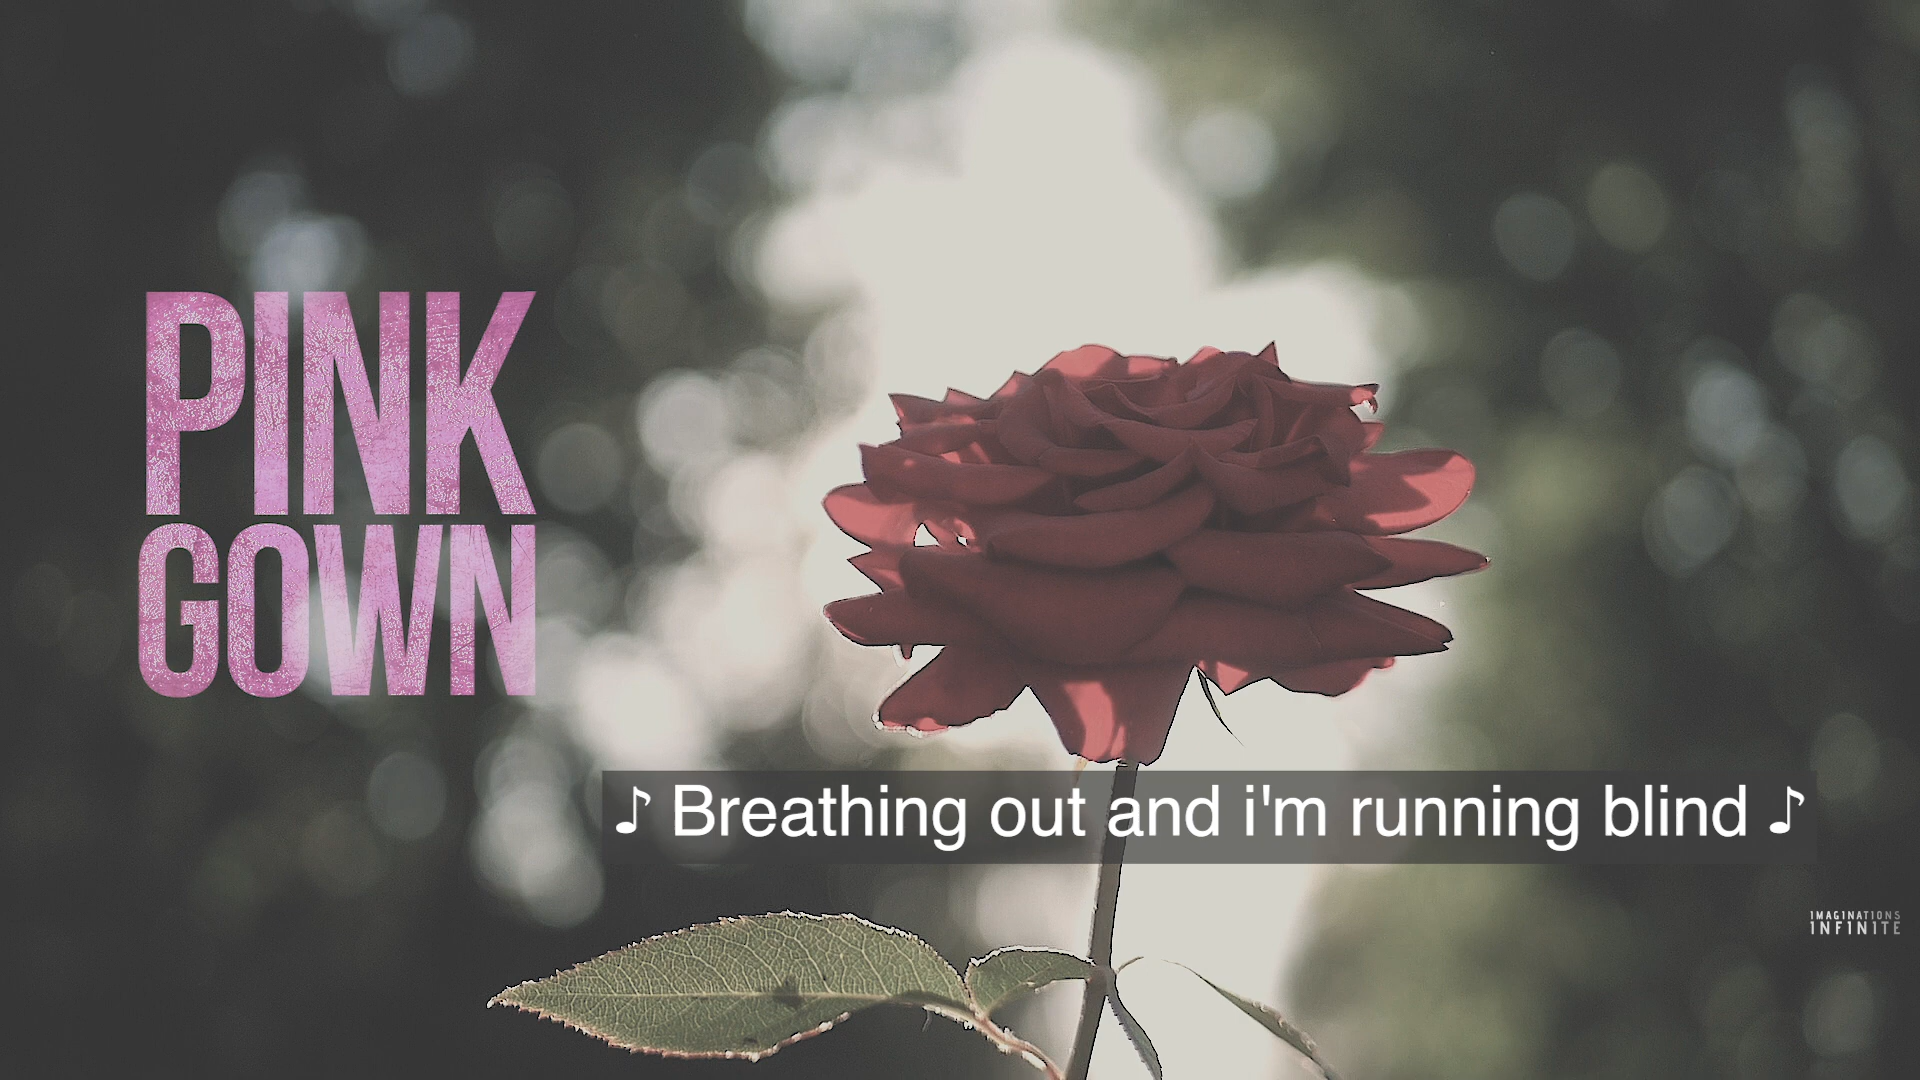 PINK
GOWN
♪ Breathing out and i'm running blind ♪
IMAGINATIONS
INFINITE